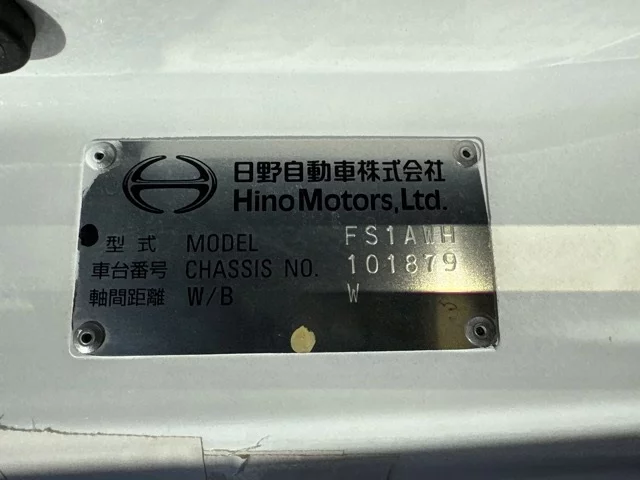 日野自動車株式会社
Hino Motors, Ltd.
型式 MODEL FS1AWH
車台番号 CHASSIS NO. 101879
軸間距離 W/B W